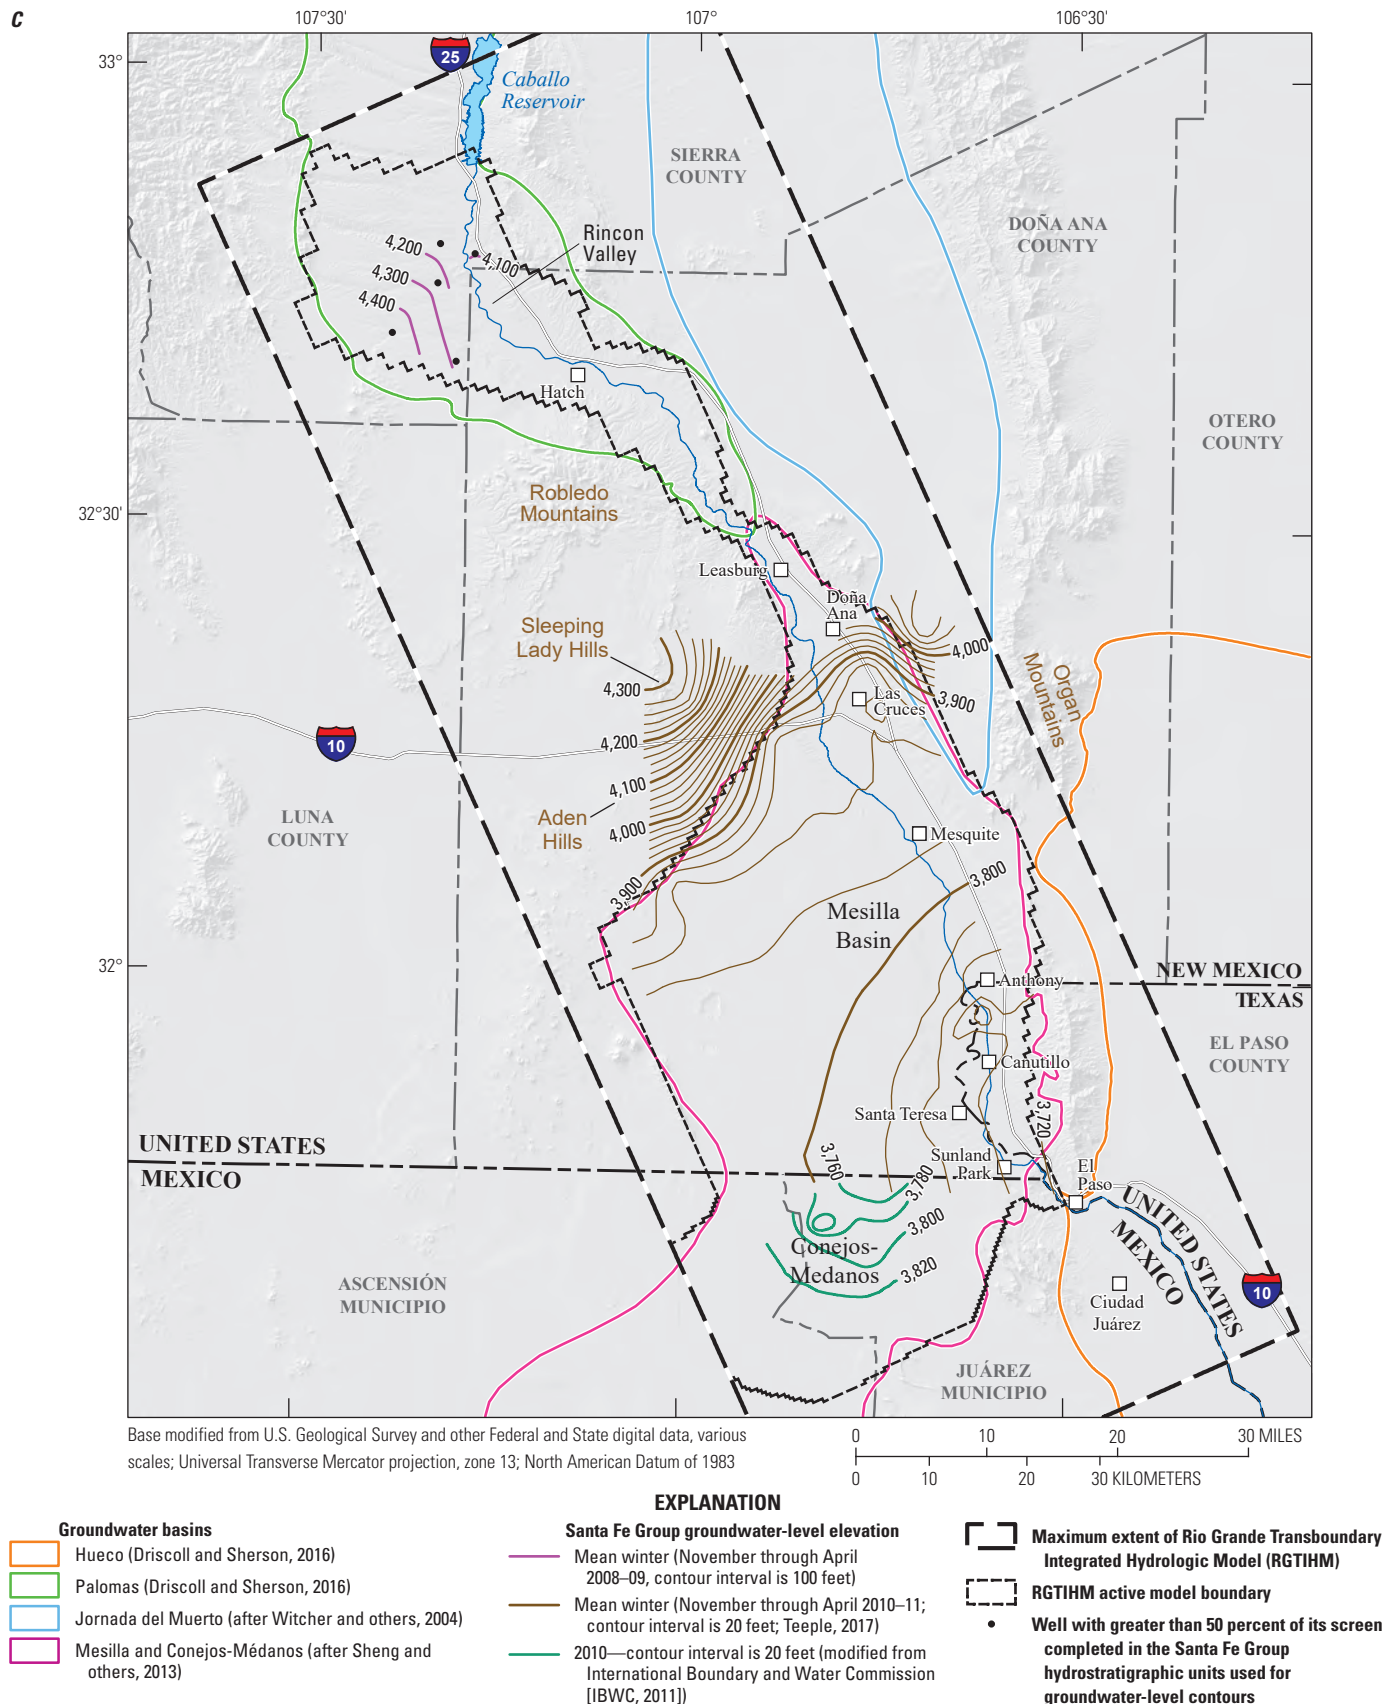 C
107°30'
107°
106°30'
33°
25
Caballo
Reservoir
SIERRA
COUNTY
DOÑA ANA
COUNTY
Rincon
Valley
4,200
4,100
4,300
4,400
Hatch
OTERO
COUNTY
Robledo
Mountains
32°30'
Leasburg
Doña
Ana
Sleeping
Lady Hills
4,000
Organ
Mountains
4,300
Las
Cruces
3,900
10
4,200
4,100
LUNA
COUNTY
Aden
Hills
4,000
Mesquite
3,900
3,800
Mesilla
Basin
32°
NEW MEXICO
TEXAS
Anthony
EL PASO
COUNTY
Canutillo
Santa Teresa
3,720
UNITED STATES
MEXICO
3,760
3,780
Sunland
Park
El
Paso
3,800
UNITED STATES
MEXICO
Conejos-
Medanos
3,820
ASCENSIÓN
MUNICIPIO
Ciudad
Juárez
10
JUÁREZ
MUNICIPIO
Base modified from U.S. Geological Survey and other Federal and State digital data, various
scales; Universal Transverse Mercator projection, zone 13; North American Datum of 1983
0 10 20 30 MILES
0 10 20 30 KILOMETERS
EXPLANATION
Groundwater basins
Hueco (Driscoll and Sherson, 2016)
Palomas (Driscoll and Sherson, 2016)
Jornada del Muerto (after Witcher and others, 2004)
Mesilla and Conejos-Médanos (after Sheng and
others, 2013)
Santa Fe Group groundwater-level elevation
Mean winter (November through April
2008–09, contour interval is 100 feet)
Mean winter (November through April 2010–11;
contour interval is 20 feet; Teeple, 2017)
2010—contour interval is 20 feet (modified from
International Boundary and Water Commission
[IBWC, 2011])
Maximum extent of Rio Grande Transboundary
Integrated Hydrologic Model (RGTIHM)
RGTIHM active model boundary
Well with greater than 50 percent of its screen
completed in the Santa Fe Group
hydrostratigraphic units used for
groundwater-level contours